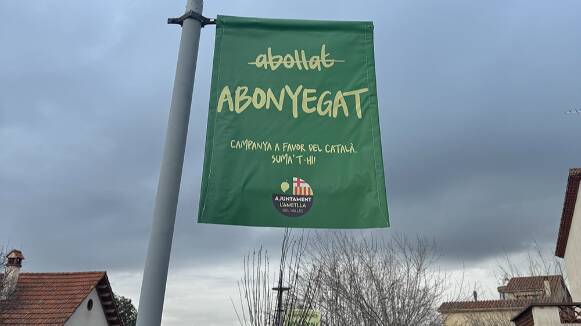 abollat
ABONYEGAT
CAMPANYA A FAVOR DEL CATALÀ.
SUMA'T-HI!
AJUNTAMENT
L'AMETLLA
DEL VALLÈS